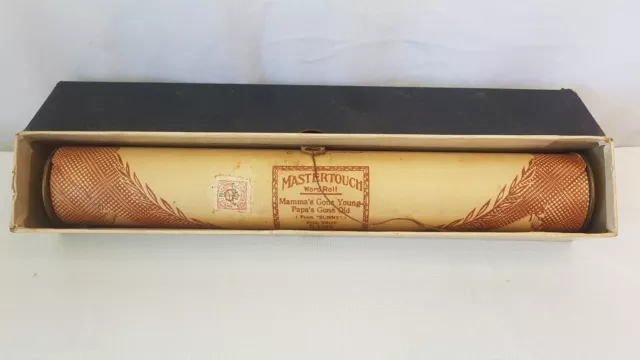 MASTERTOUCH
Word Roll
Mamma's Gone Young
Papa's Gone Old